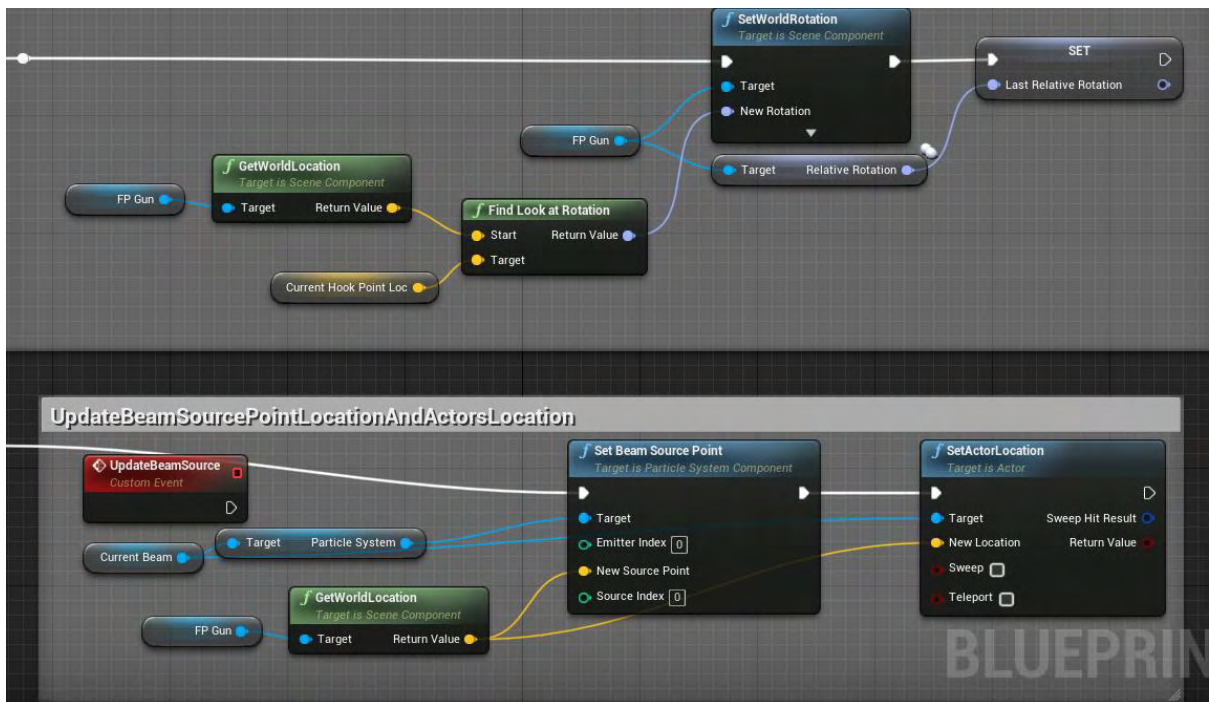 SetWorldRotation
Target is Scene Component
Target
New Rotation
SET
Last Relative Rotation
FP Gun
Target Relative Rotation
GetWorldLocation
Target is Scene Component
FP Gun
Target Return Value
Find Look at Rotation
Start Return Value
Target
Current Hook Point Loc
UpdateBeamSourcePointLocationAndActorsLocation
UpdateBeamSource
Custom Event
Current Beam
Target Particle System
Set Beam Source Point
Target is Particle System Component
Target
Emitter Index 0
New Source Point
Source Index 0
SetActorLocation
Target is Actor
Target Sweep Hit Result
New Location Return Value
Sweep
Teleport
GetWorldLocation
Target is Scene Component
FP Gun
Target Return Value
BLUEPRIN